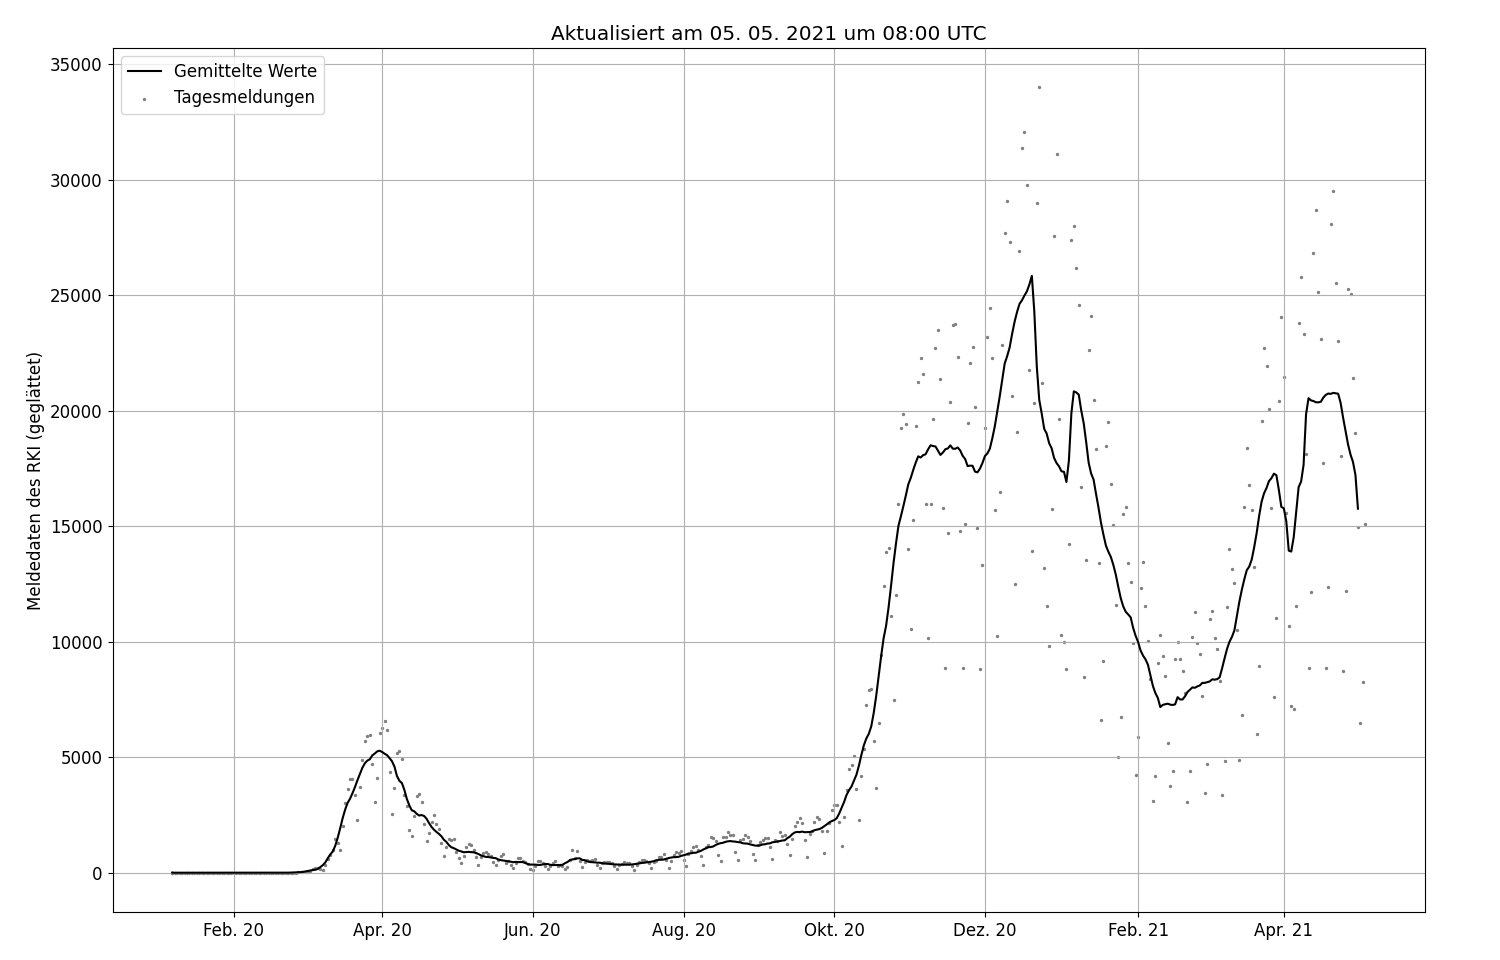 Aktualisiert am 05. 05. 2021 um 08:00 UTC
Gemittelte Werte
Tagesmeldungen
Meldedaten des RKI (geglättet)
35000
30000
25000
20000
15000
10000
5000
0
Feb. 20 Apr. 20 Jun. 20 Aug. 20 Okt. 20 Dez. 20 Feb. 21 Apr. 21